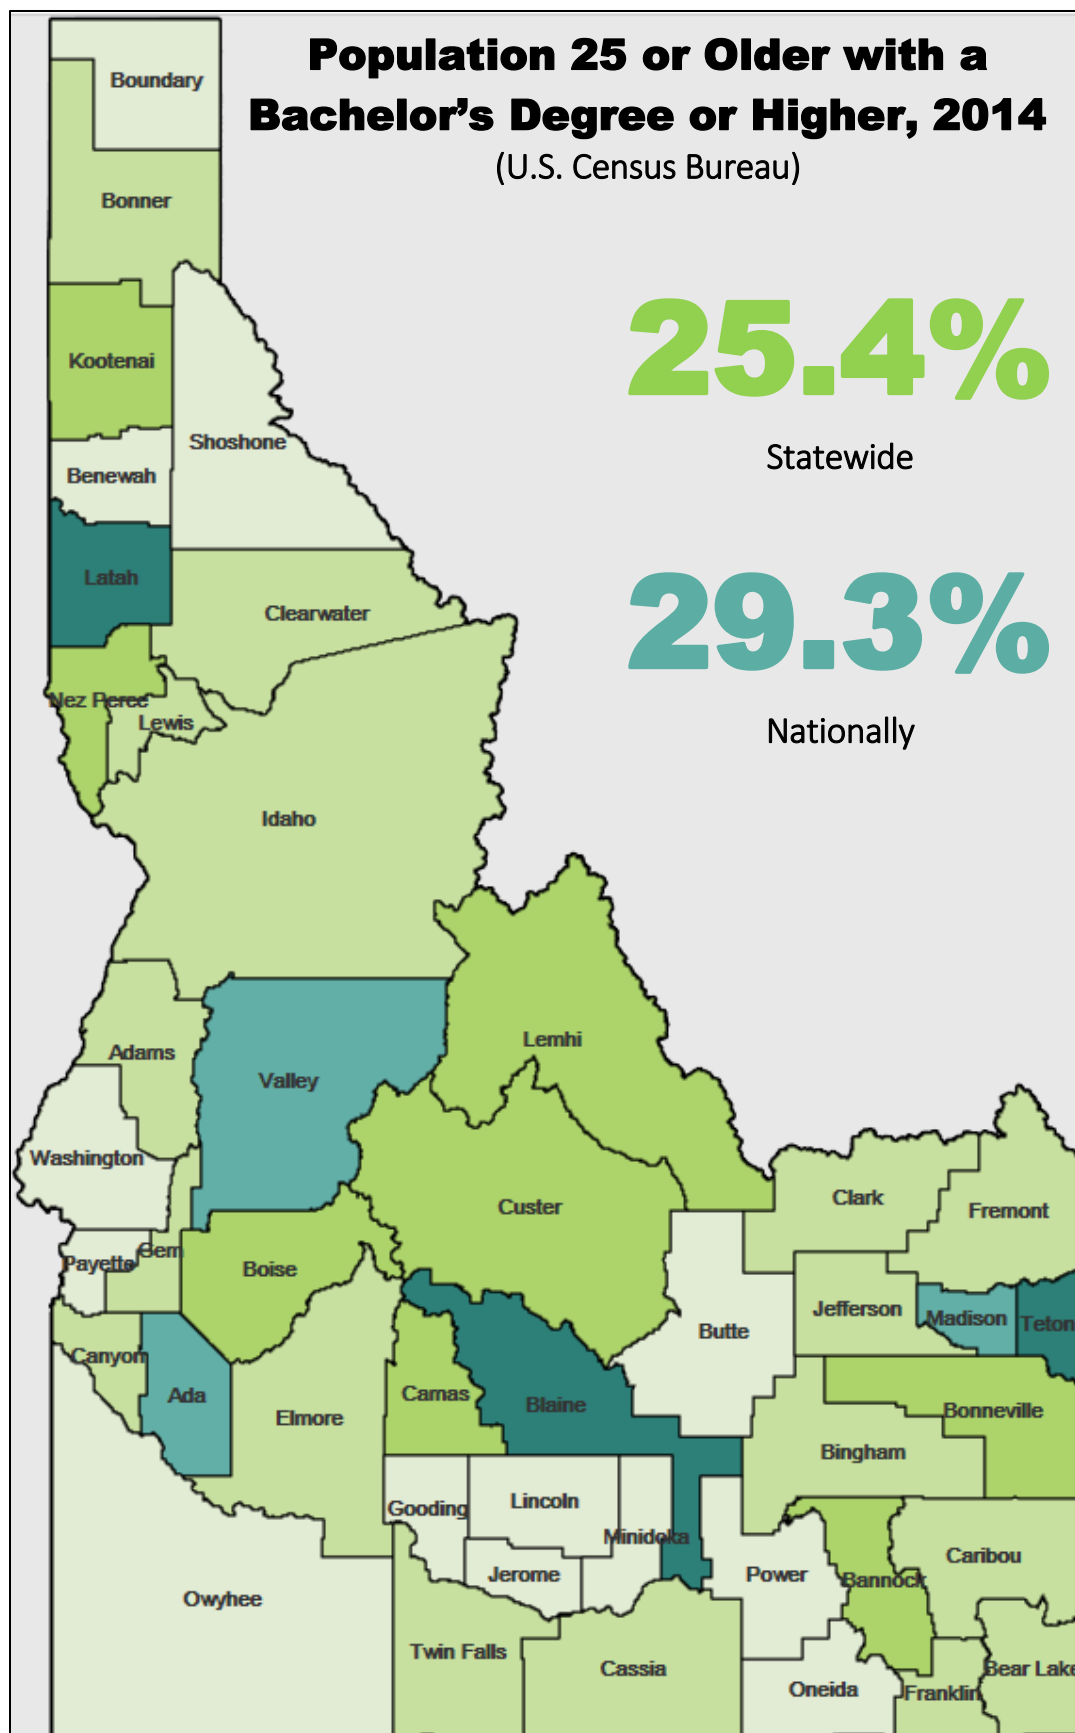 Population 25 or Older with a
Bachelor's Degree or Higher, 2014
(U.S. Census Bureau)
25.4%
Statewide
29.3%
Nationally
Boundary
Bonner
Kootenai
Shoshone
Benewah
Latah
Clearwater
Nez Perce
Lewis
Idaho
Lemhi
Adams
Valley
Washington
Custer
Clark
Fremont
Gem
Payette
Boise
Jefferson
Madison
Teton
Butte
Canyon
Ada
Camas
Blaine
Elmore
Bonneville
Bingham
Gooding
Lincoln
Minidoka
Caribou
Jerome
Power
Bannock
Owyhee
Twin Falls
Cassia
Bear Lake
Oneida
Franklin